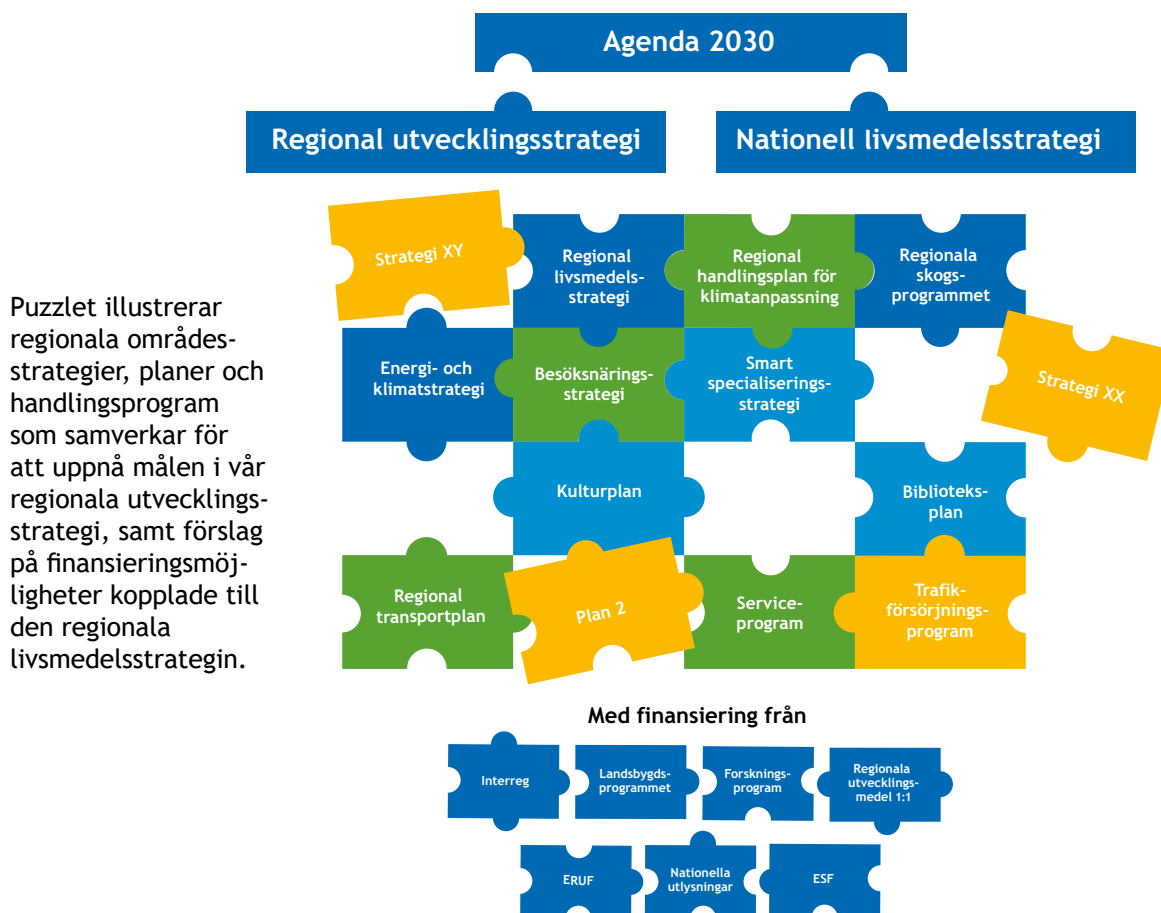 Agenda 2030
Regional utvecklingsstrategi
Nationell livsmedelsstrategi
Puzzlet illustrerar
regionala områdes-
strategier, planer och
handlingsprogram
som samverkar för
att uppnå målen i vår
regionala utvecklings-
strategi, samt förslag
på finansieringsmöj-
ligheter kopplade till
den regionala
livsmedelsstrategin.
Strategi XY
Regional
livsmedels-
strategi
Regional
handlingsplan för
klimatanpassning
Regionala
skogs-
programmet
Energi- och
klimatstrategi
Besöksnärings-
strategi
Smart
specialiserings-
strategi
Strategi XX
Kulturplan
Biblioteks-
plan
Regional
transportplan
Plan 2
Service-
program
Trafik-
försörjnings-
program
Med finansiering från
Interreg
Landsbygds-
programmet
Forsknings-
program
Regionala
utvecklings-
medel 1:1
ERUF
Nationella
utlysningar
ESF